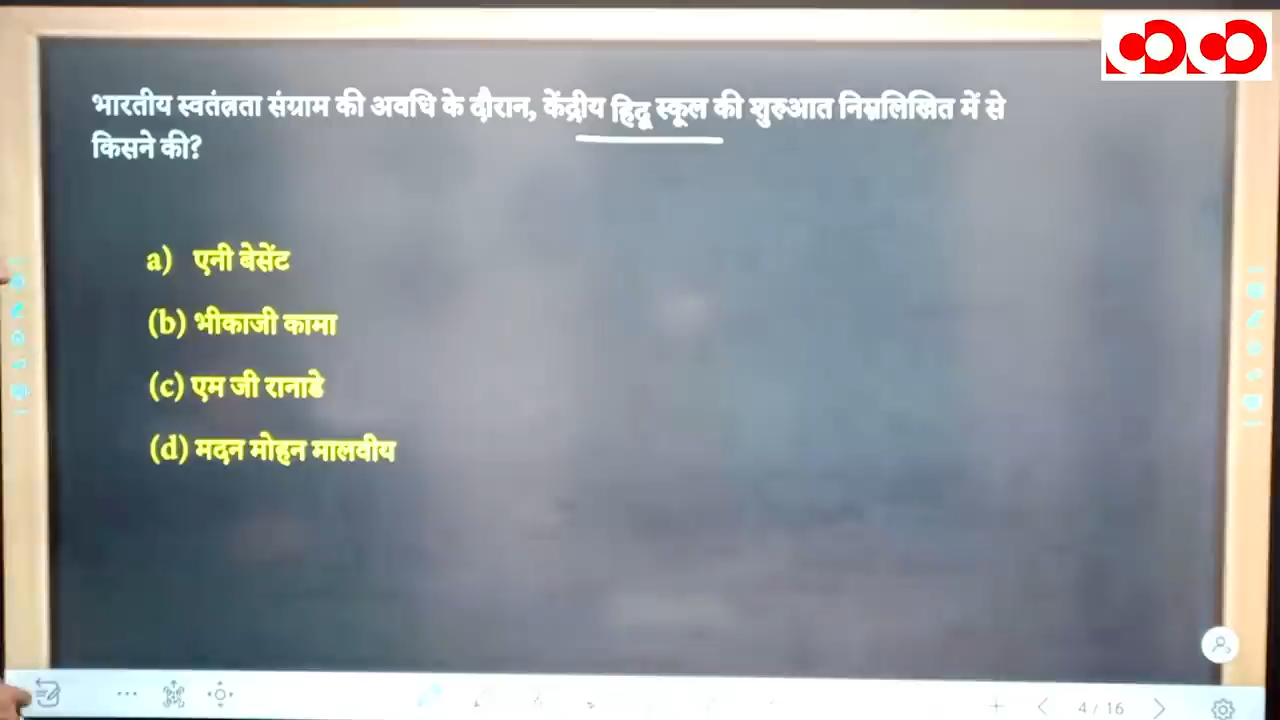 भारतीय स्वतंत्रता संग्राम की अवधि के दौरान, केंद्रीय हिंदू स्कूल की शुरुआत निम्नलिखित में से
किसने की?
a) एनी बेसेंट
(b) भीकाजी कामा
(c) एम जी रानाडे
(d) मदन मोहन मालवीय
4 / 16